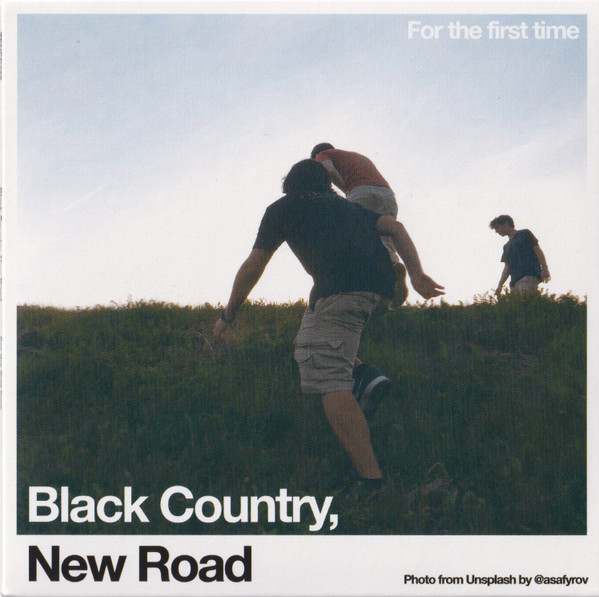 For the first time
Black Country,
New Road
Photo from Unsplash by @asafyrov